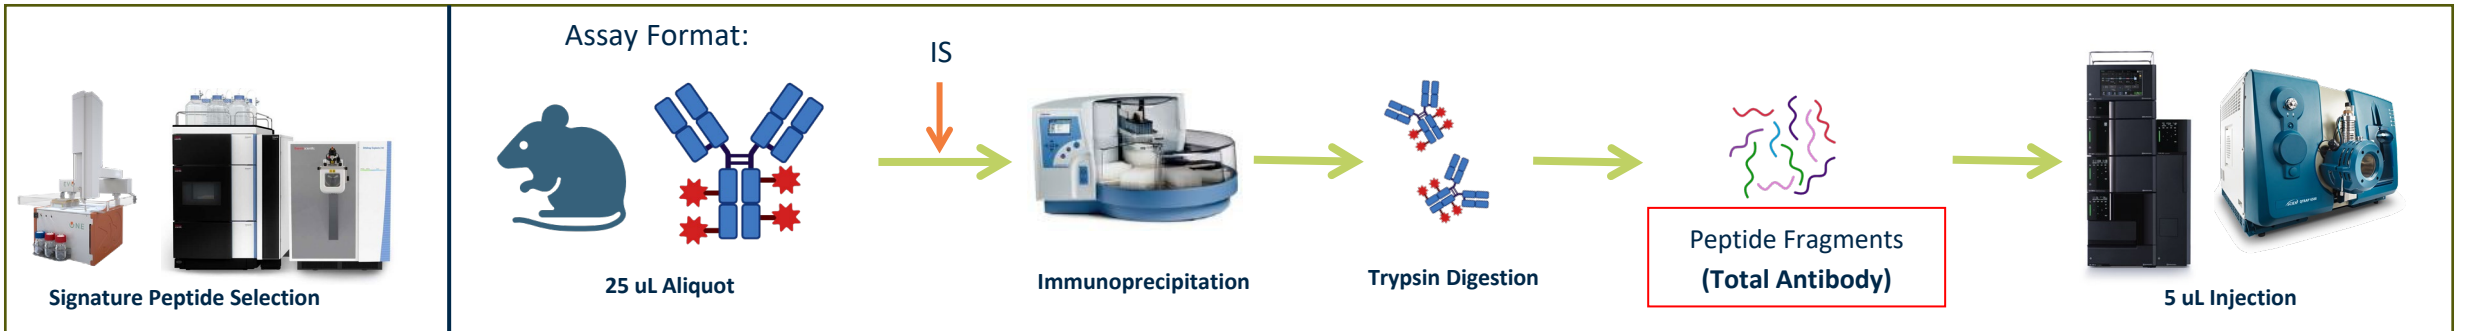 Assay Format:
IS
Signature Peptide Selection
25 uL Aliquot
Immunoprecipitation
Trypsin Digestion
Peptide Fragments
(Total Antibody)
5 uL Injection